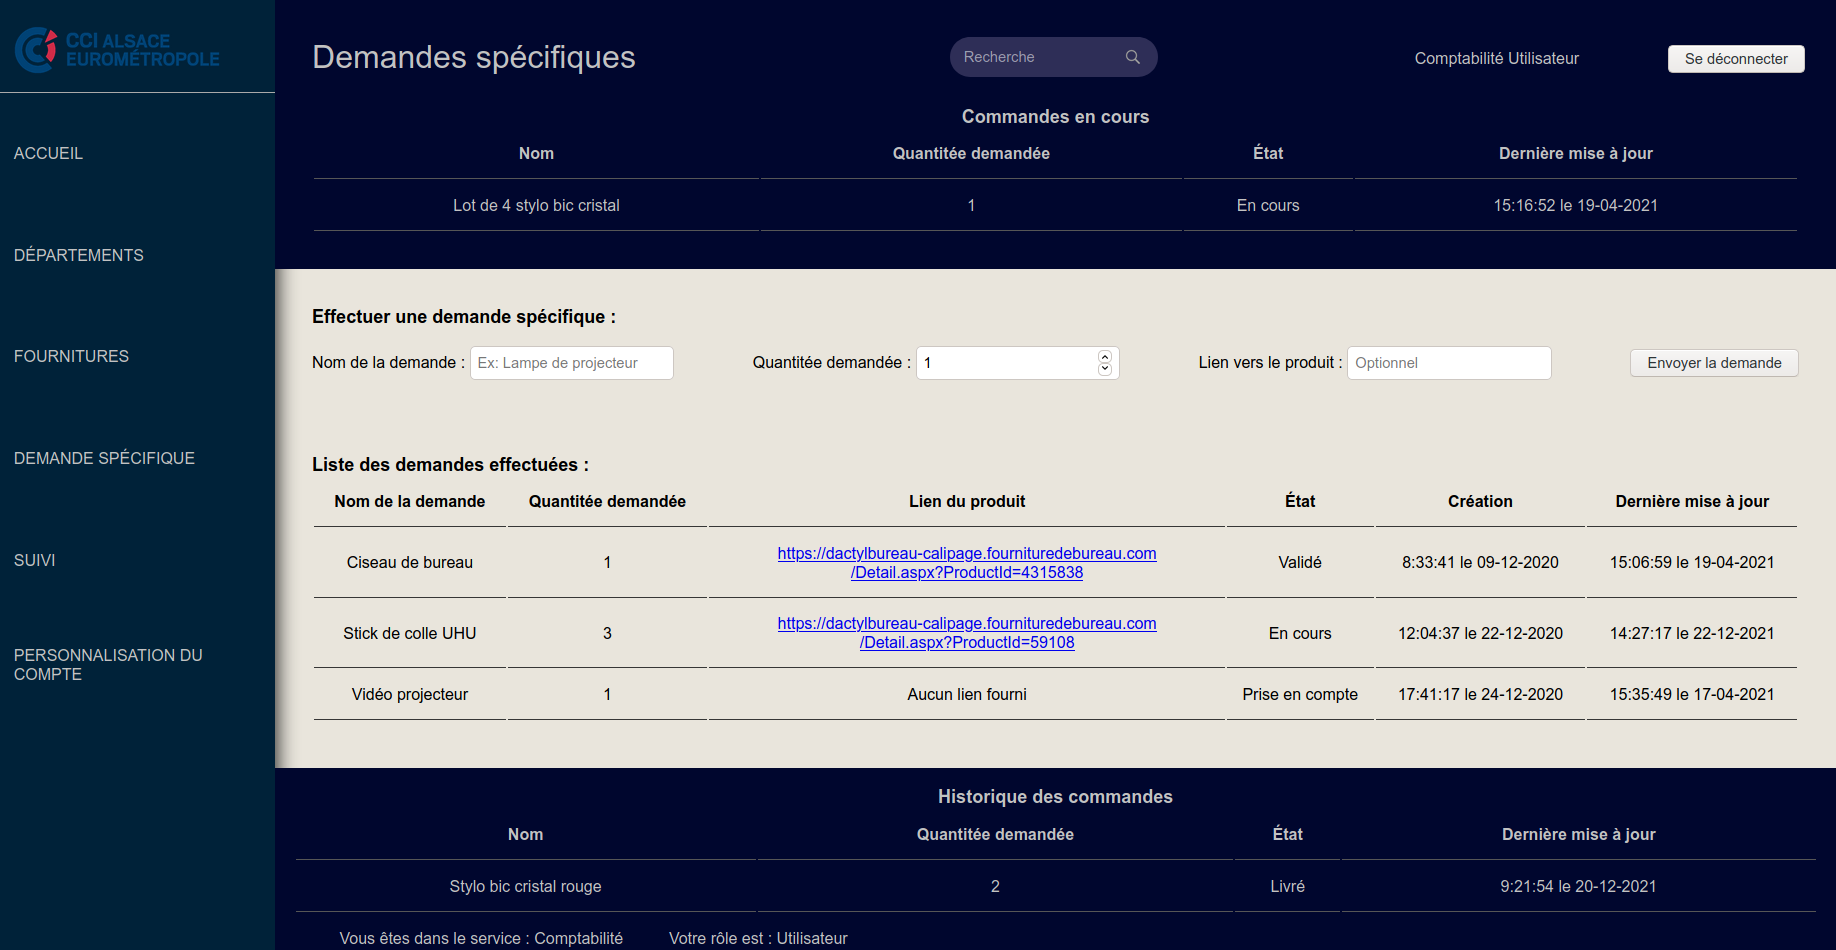 CCI ALSACE
EUROMÉTROPOLE
Demandes spécifiques
Recherche
Comptabilité Utilisateur
Se déconnecter
ACCUEIL
DÉPARTEMENTS
FOURNITURES
DEMANDE SPÉCIFIQUE
SUIVI
PERSONNALISATION DU
COMPTE
Commandes en cours
Nom Quantitée demandée État Dernière mise à jour
Lot de 4 stylo bic cristal 1 En cours 15:16:52 le 19-04-2021
Effectuer une demande spécifique :
Nom de la demande : Ex: Lampe de projecteur Quantitée demandée : 1 Lien vers le produit : Optionnel Envoyer la demande
Liste des demandes effectuées :
Nom de la demande Quantitée demandée Lien du produit État Création Dernière mise à jour
Ciseau de bureau 1 https://dactylbureau-calipage.fournituredebureau.com
/Detail.aspx?ProductId=4315838 Validé 8:33:41 le 09-12-2020 15:06:59 le 19-04-2021
Stick de colle UHU 3 https://dactylbureau-calipage.fournituredebureau.com
/Detail.aspx?ProductId=59108 En cours 12:04:37 le 22-12-2020 14:27:17 le 22-12-2021
Vidéo projecteur 1 Aucun lien fourni Prise en compte 17:41:17 le 24-12-2020 15:35:49 le 17-04-2021
Historique des commandes
Nom Quantitée demandée État Dernière mise à jour
Stylo bic cristal rouge 2 Livré 9:21:54 le 20-12-2021
Vous êtes dans le service : Comptabilité Votre rôle est : Utilisateur